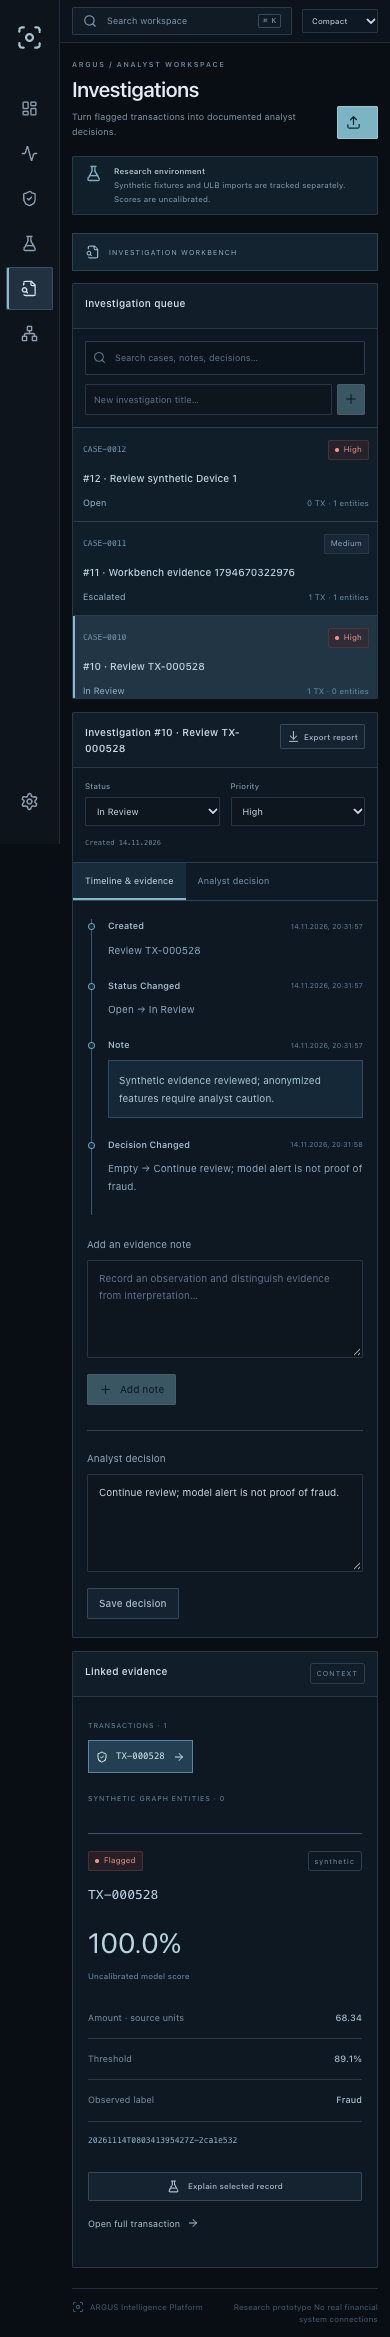 Search workspace
⌘ K
Compact
ARGUS / ANALYST WORKSPACE
Investigations
Turn flagged transactions into documented analyst
decisions.
Research environment
Synthetic fixtures and ULB imports are tracked separately.
Scores are uncalibrated.
INVESTIGATION WORKBENCH
Investigation queue
Search cases, notes, decisions...
New investigation title...
CASE-0012
High
#12 · Review synthetic Device 1
Open
0 TX · 1 entities
CASE-0011
Medium
#11 · Workbench evidence 1794670322976
Escalated
1 TX · 1 entities
CASE-0010
High
#10 · Review TX-000528
In Review
1 TX · 0 entities
Investigation #10 · Review TX-
000528
Export report
Status
Priority
In Review
High
Created 14.11.2026
Timeline & evidence
Analyst decision
Created
14.11.2026, 20:31:57
Review TX-000528
Status Changed
14.11.2026, 20:31:57
Open → In Review
Note
14.11.2026, 20:31:57
Synthetic evidence reviewed; anonymized
features require analyst caution.
Decision Changed
14.11.2026, 20:31:58
Empty → Continue review; model alert is not proof of
fraud.
Add an evidence note
Record an observation and distinguish evidence
from interpretation...
Add note
Analyst decision
Continue review; model alert is not proof of fraud.
Save decision
Linked evidence
CONTEXT
TRANSACTIONS · 1
TX-000528 →
SYNTHETIC GRAPH ENTITIES · 0
Flagged
synthetic
TX-000528
100.0%
Uncalibrated model score
Amount · source units
68.34
Threshold
89.1%
Observed label
Fraud
20261114T080341395427Z-2ca1e532
Explain selected record
Open full transaction →
ARGUS Intelligence Platform
Research prototype No real financial
system connections